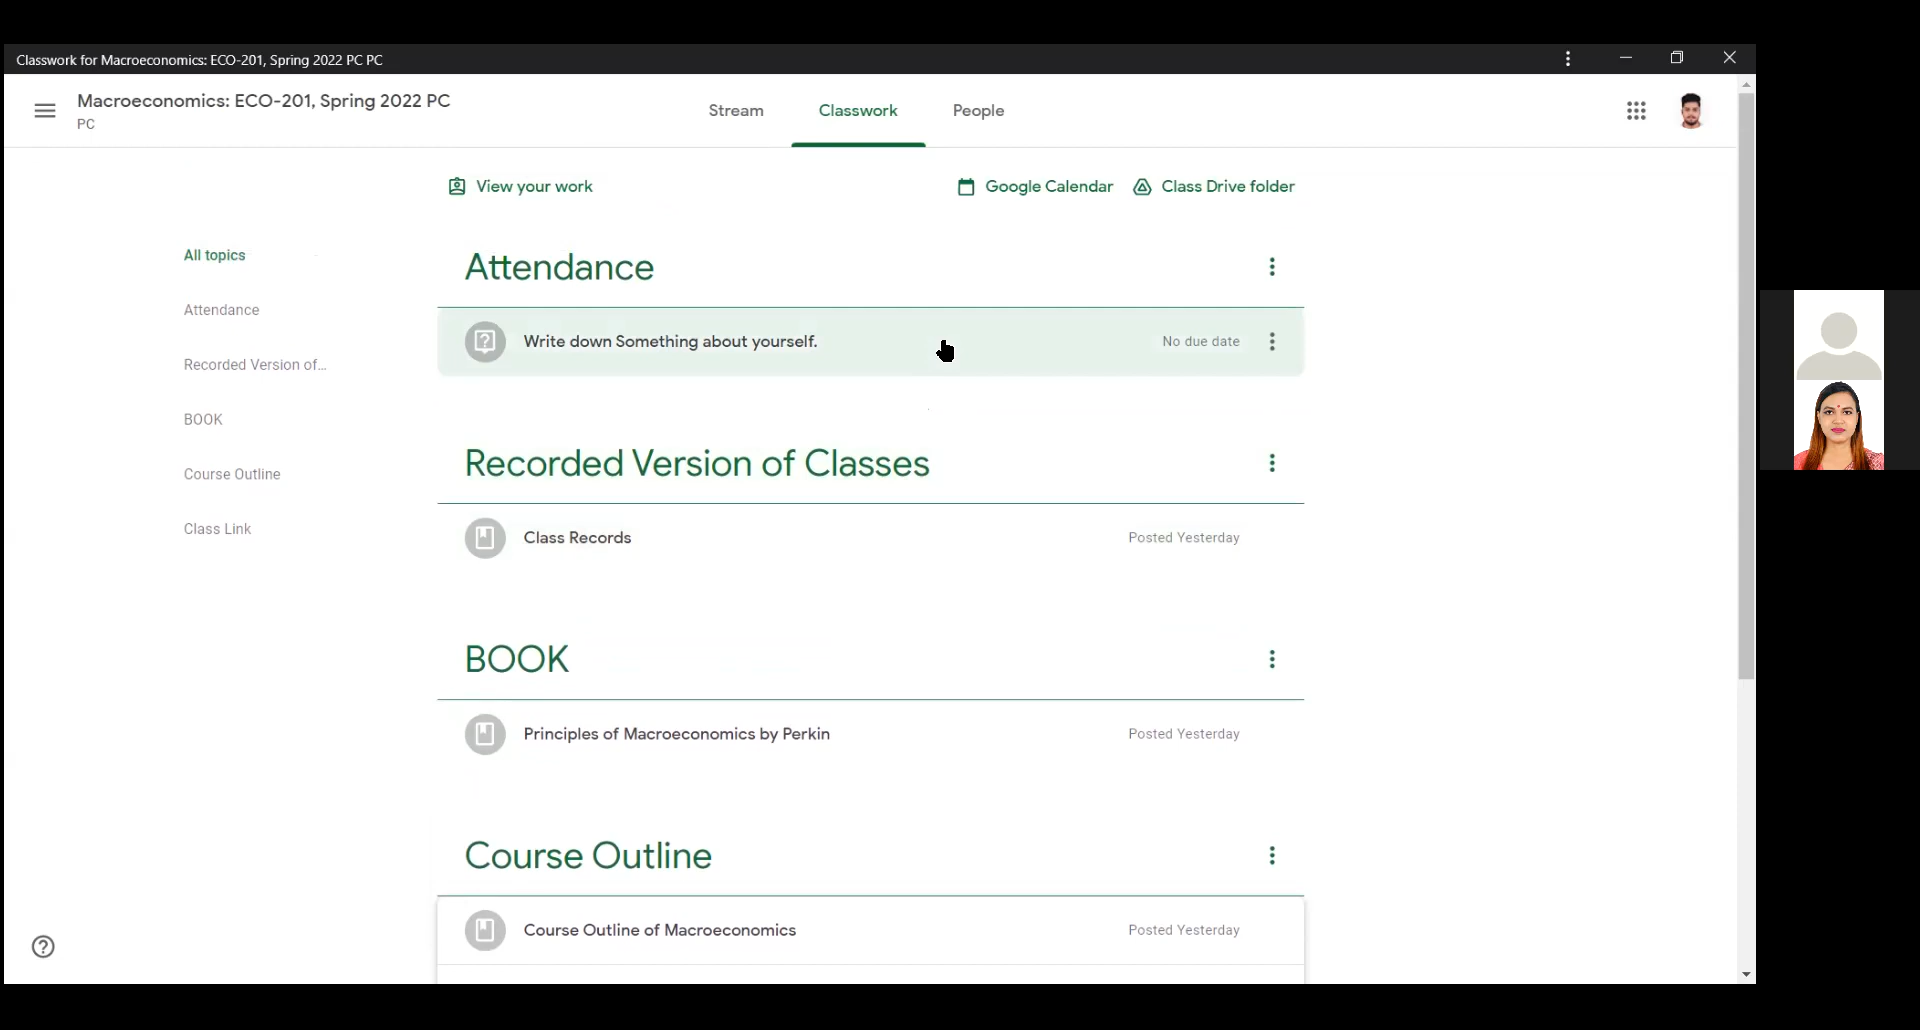 Classwork for Macroeconomics: ECO-201, Spring 2022 PC PC
Macroeconomics: ECO-201, Spring 2022 PC
PC
Stream
Classwork
People
View your work
Google Calendar
Class Drive folder
All topics
Attendance
Recorded Version of...
BOOK
Course Outline
Class Link
Attendance
Write down Something about yourself.
No due date
Recorded Version of Classes
Class Records
Posted Yesterday
BOOK
Principles of Macroeconomics by Perkin
Posted Yesterday
Course Outline
Course Outline of Macroeconomics
Posted Yesterday